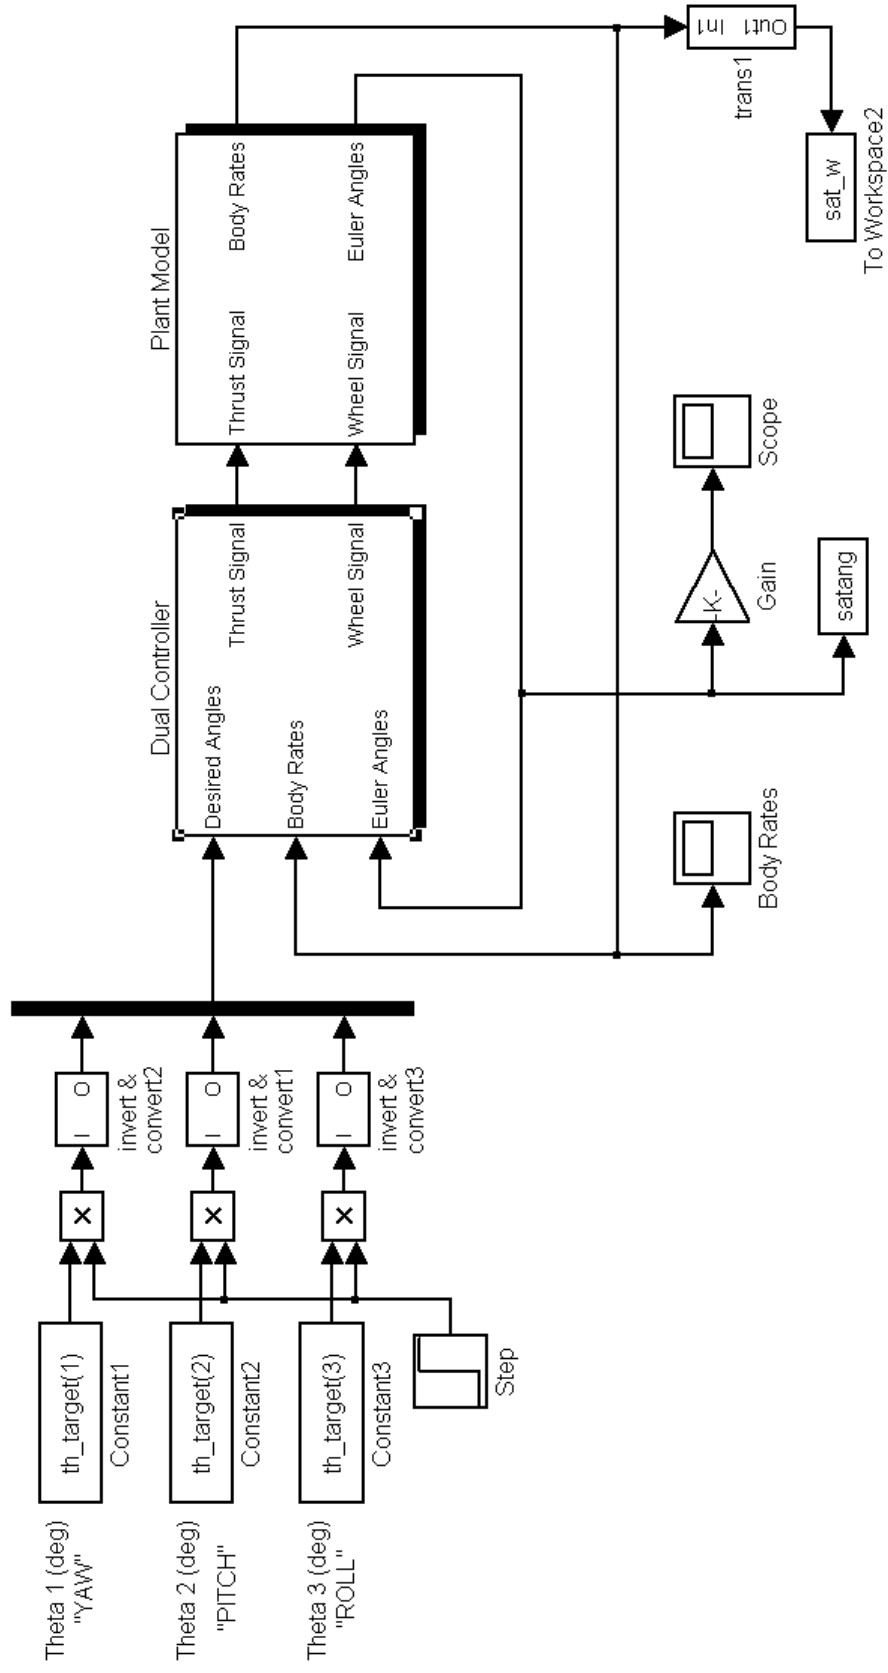 Theta 1 (deg)
"YAW"
th_target(1)
Constant1
×
I O
invert &
convert2
Theta 2 (deg)
"PITCH"
th_target(2)
Constant2
×
I O
invert &
convert1
Theta 3 (deg)
"ROLL"
th_target(3)
Constant3
×
I O
invert &
convert3
Step
Dual Controller
Desired Angles
Body Rates
Euler Angles
Thrust Signal
Wheel Signal
Plant Model
Thrust Signal
Wheel Signal
Body Rates
Euler Angles
Body Rates
-K-
Gain
Scope
satang
Out1 In1
trans1
sat_w
To Workspace2